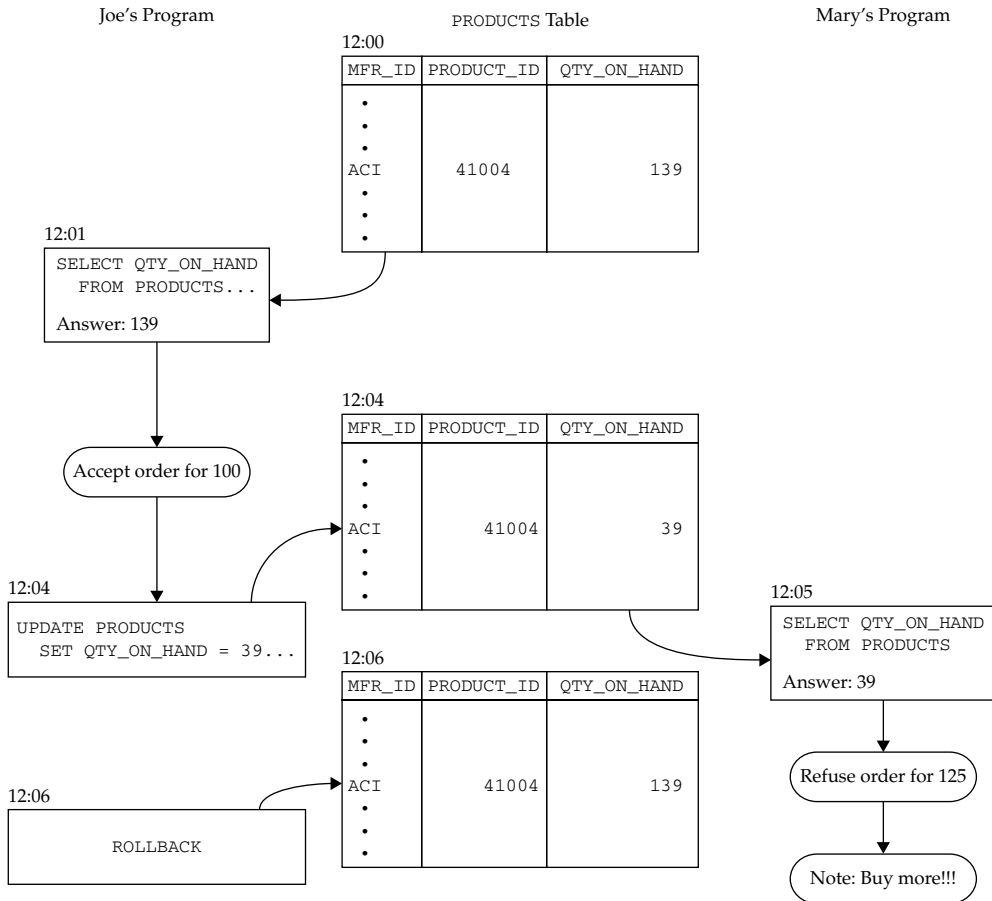 Joe's Program
PRODUCTS Table
Mary's Program
12:00
MFR_ID PRODUCT_ID QTY_ON_HAND
ACI 41004 139
12:01
SELECT QTY_ON_HAND
FROM PRODUCTS...
Answer: 139
Accept order for 100
12:04
MFR_ID PRODUCT_ID QTY_ON_HAND
ACI 41004 39
12:04
UPDATE PRODUCTS
SET QTY_ON_HAND = 39...
12:05
SELECT QTY_ON_HAND
FROM PRODUCTS
Answer: 39
12:06
MFR_ID PRODUCT_ID QTY_ON_HAND
ACI 41004 139
Refuse order for 125
12:06
ROLLBACK
Note: Buy more!!!